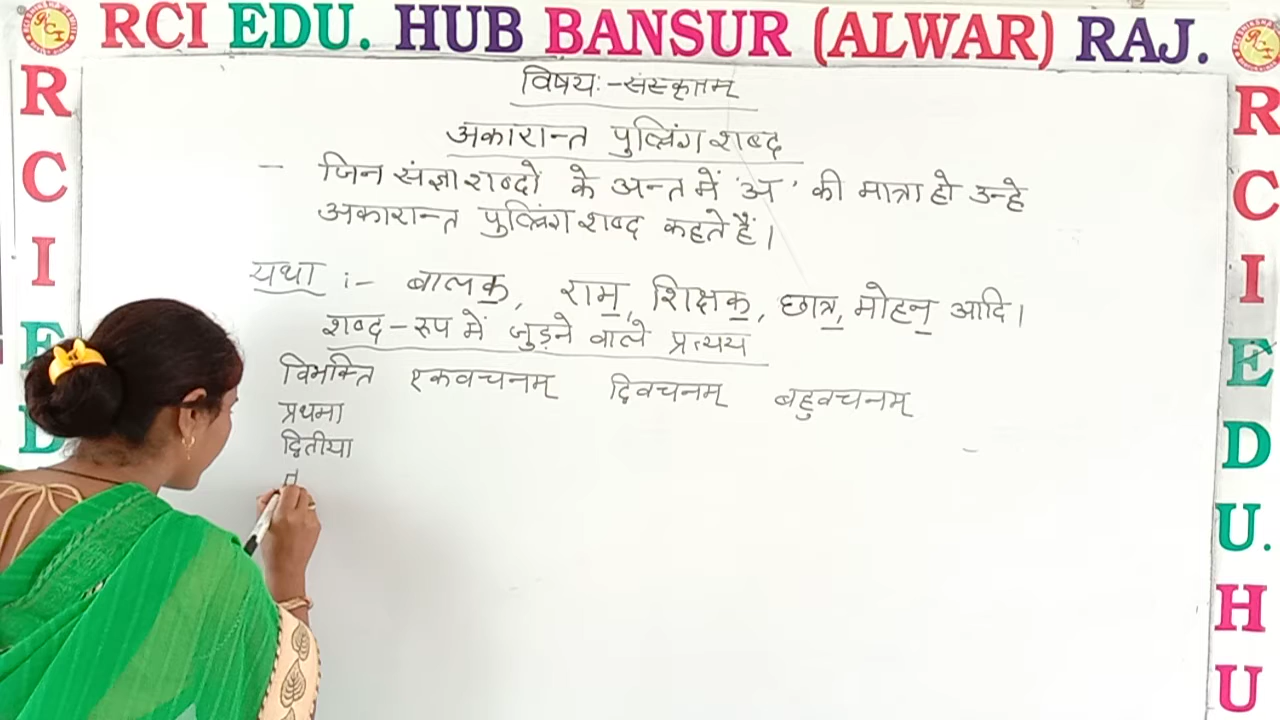 RCI EDU. HUB BANSUR (ALWAR) RAJ.
विषयः-संस्कृतम्
अकारान्त पुल्लिंग शब्द
- जिन संज्ञा शब्दों के अन्त में 'अ' की मात्रा हो उन्हे
अकारान्त पुल्लिंग शब्द कहते हैं।
यथा :- बालक, राम, शिक्षक, छात्र, मोहन आदि।
शब्द-रूप में जुड़ने वाले प्रत्यय
विभक्ति एकवचनम् द्विवचनम् बहुवचनम्
प्रथमा
द्वितीया
त
R
C
I
E
D
R
C
I
E
D
U.
H
U